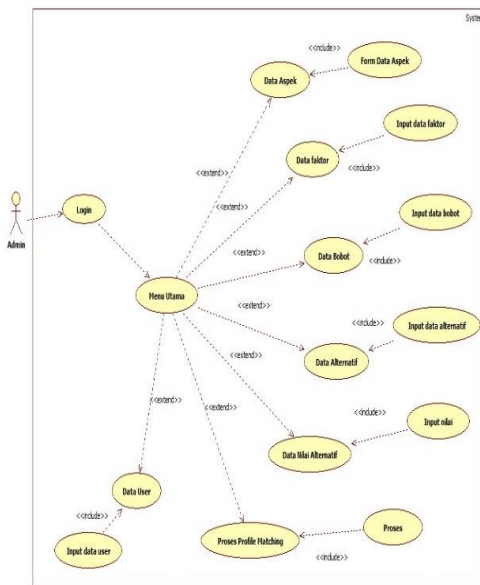 System
<<include>>
Data Aspek
Form Data Aspek
Input data faktor
Data faktor
<<include>>
<<extend>>
<<extend>>
Login
Admin
Input data bobot
<<extend>>
Data Bobot
<<include>>
Menu Utama
<<extend>>
<<include>>
Input data alternatif
Data Alternatif
<<extend>>
<<extend>>
<<extend>>
<<include>>
Input nilai
Data Nilai Alternatif
Data User
<<include>>
Input data user
Proses Profile Matching
Proses
<<include>>